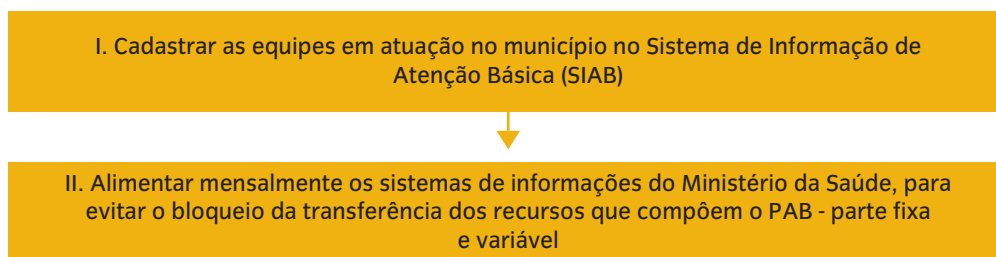 I. Cadastrar as equipes em atuação no município no Sistema de Informação de
Atenção Básica (SIAB)
II. Alimentar mensalmente os sistemas de informações do Ministério da Saúde, para
evitar o bloqueio da transferência dos recursos que compôem o PAB - parte fixa
e variável